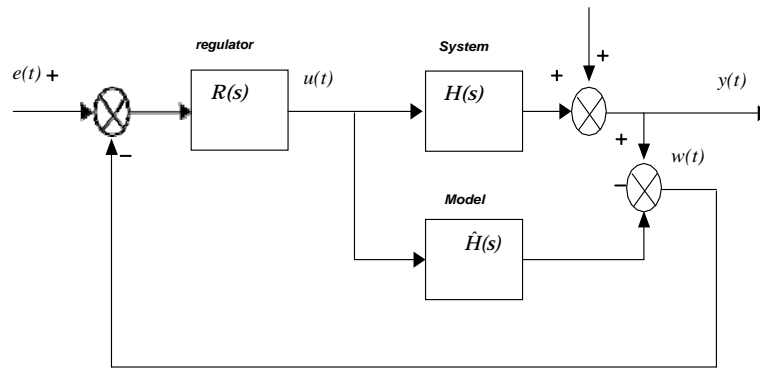 regulator
System
e(t) +
R(s)
u(t)
H(s)
+
+
y(t)
-
+
w(t)
-
Model
Ĥ(s)
-